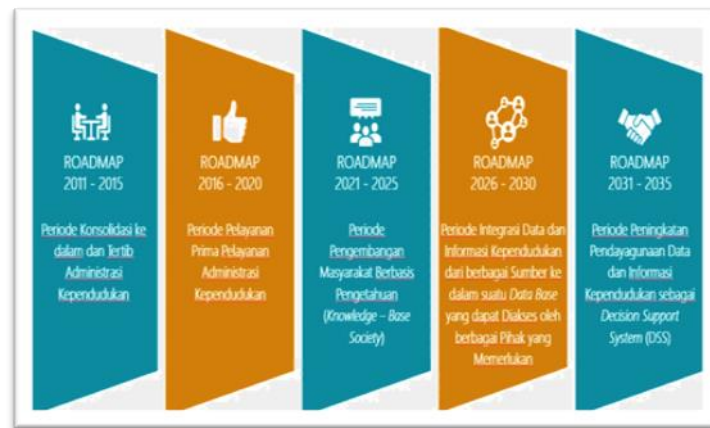 ROADMAP
2011 - 2015
Periode Konsolidasi ke
dalam dan Tertib
Administrasi
Kependudukan
ROADMAP
2016 - 2020
Periode Pelayanan
Prima Pelayanan
Administrasi
Kependudukan
ROADMAP
2021 - 2025
Periode
Pengembangan
Masyarakat Berbasis
Pengetahuan
(Knowledge – Base
Society)
ROADMAP
2026 - 2030
Periode Integrasi Data dan
Informasi Kependudukan
dari berbagai Sumber ke
dalam suatu Data Base
yang dapat Diakses oleh
berbagai Pihak yang
Memerlukan
ROADMAP
2031 - 2035
Periode Peningkatan
Pendayagunaan Data
dan Informasi
Kependudukan sebagai
Decision Support
System (DSS)